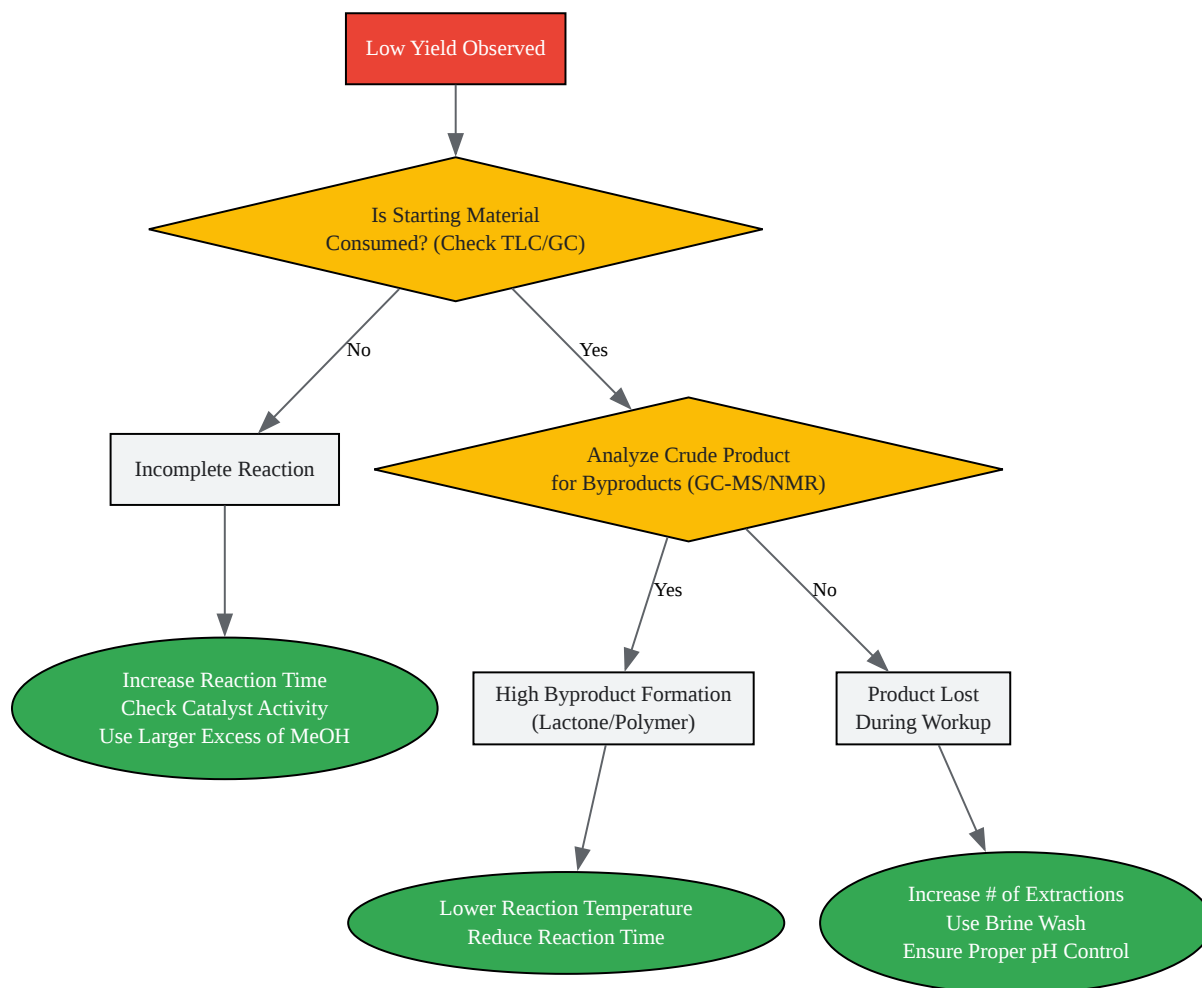 Low Yield Observed
Is Starting Material
Consumed? (Check TLC/GC)
No
Yes
Incomplete Reaction
Analyze Crude Product
for Byproducts (GC-MS/NMR)
Yes
No
Increase Reaction Time
Check Catalyst Activity
Use Larger Excess of MeOH
High Byproduct Formation
(Lactone/Polymer)
Product Lost
During Workup
Lower Reaction Temperature
Reduce Reaction Time
Increase # of Extractions
Use Brine Wash
Ensure Proper pH Control